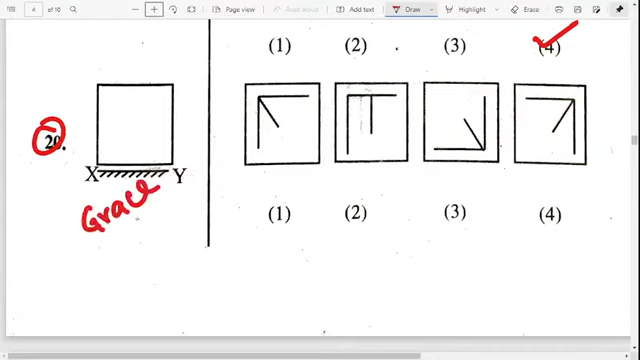 4 of 10
Page view
Read aloud
Add text
Draw
Highlight
Erase
(1) (2) (3) (4)
20.
X Y
Grace
(1) (2) (3) (4)